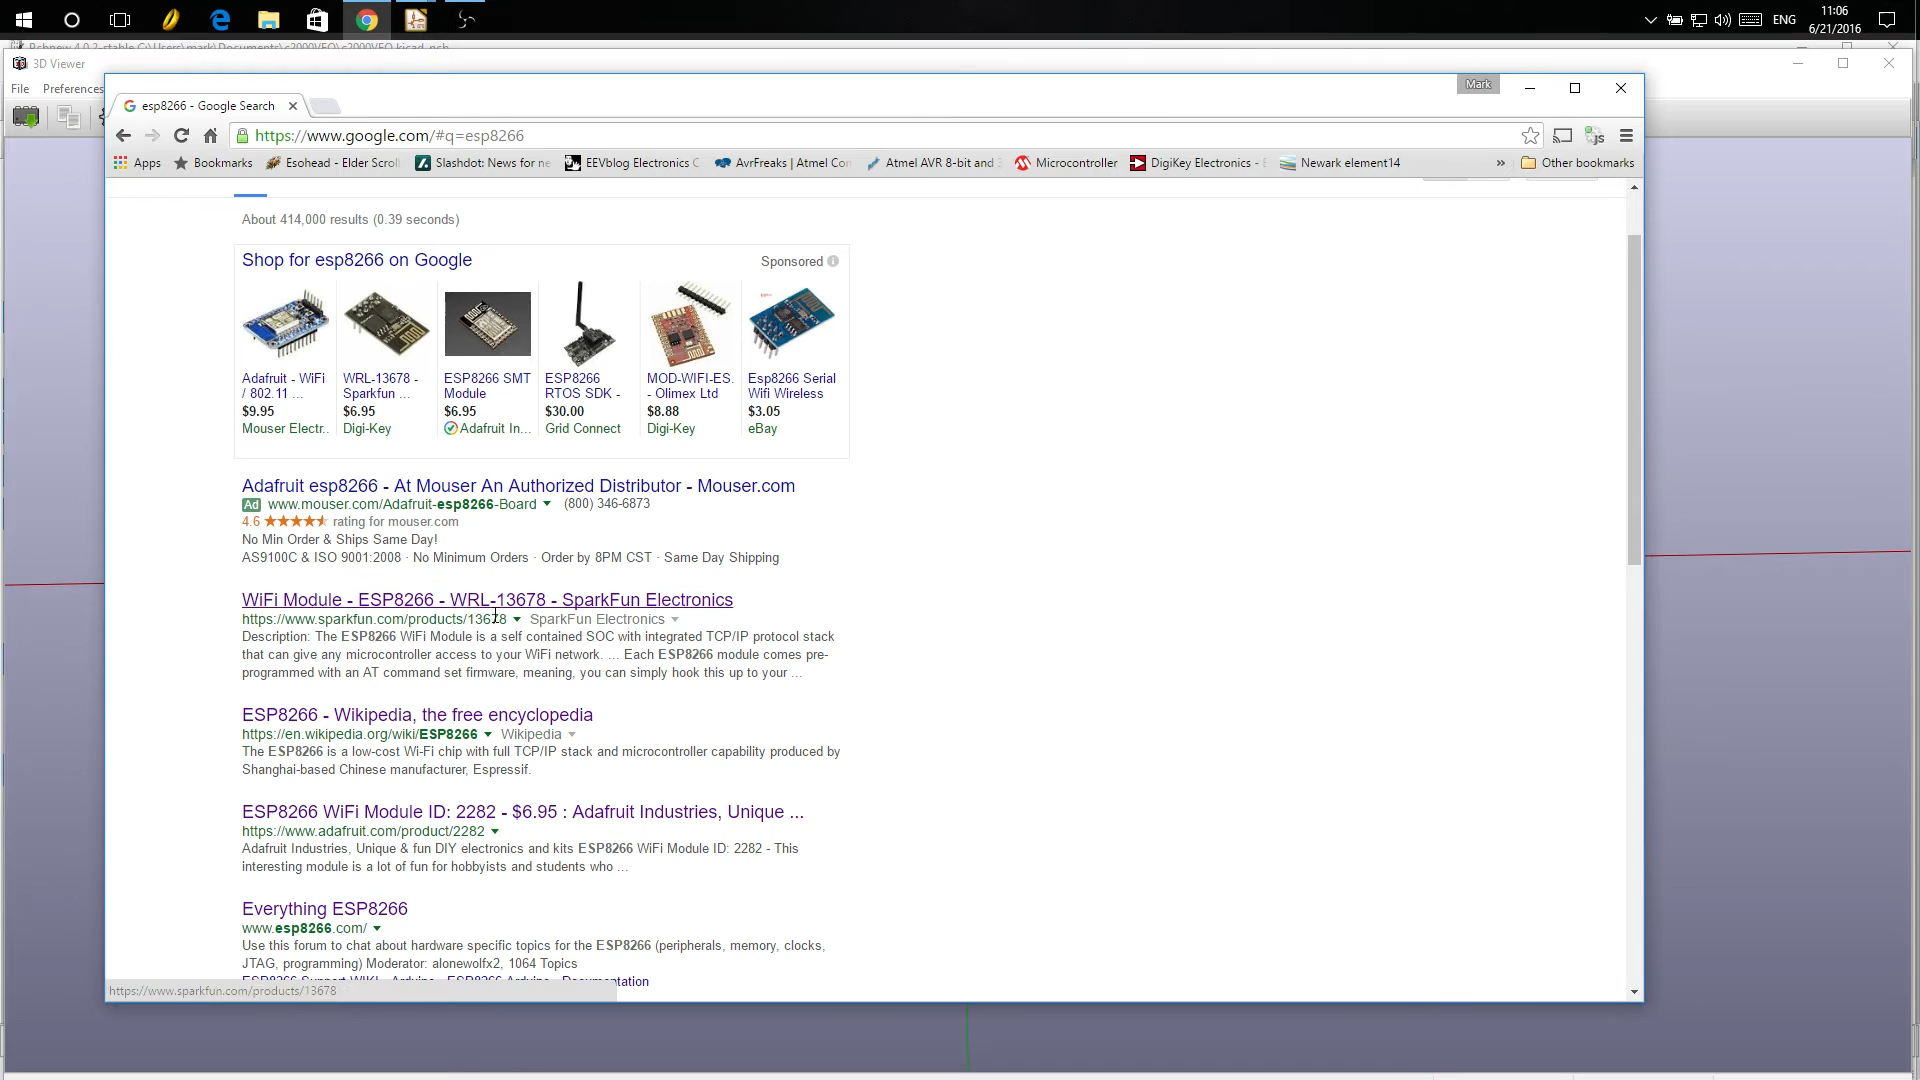 ENG
11:06
6/21/2016
3D Viewer
File Preferences
Mark
esp8266 - Google Search
https://www.google.com/#q=esp8266
Apps Bookmarks Esohead - Elder Scroll Slashdot: News for ne EEVblog Electronics C AvrFreaks | Atmel Con Atmel AVR 8-bit and 3 Microcontroller DigiKey Electronics - E Newark element14 » Other bookmarks
About 414,000 results (0.39 seconds)
Shop for esp8266 on Google Sponsored
Adafruit - WiFi / 802.11 ...
$9.95
Mouser Electr..
WRL-13678 - Sparkfun ...
$6.95
Digi-Key
ESP8266 SMT Module
$6.95
Adafruit In...
ESP8266 RTOS SDK -
$30.00
Grid Connect
MOD-WIFI-ES. - Olimex Ltd
$8.88
Digi-Key
Esp8266 Serial Wifi Wireless
$3.05
eBay
Adafruit esp8266 - At Mouser An Authorized Distributor - Mouser.com
Ad www.mouser.com/Adafruit-esp8266-Board (800) 346-6873
4.6 ★★★★★ rating for mouser.com
No Min Order & Ships Same Day!
AS9100C & ISO 9001:2008 · No Minimum Orders · Order by 8PM CST · Same Day Shipping
WiFi Module - ESP8266 - WRL-13678 - SparkFun Electronics
https://www.sparkfun.com/products/13678 SparkFun Electronics
Description: The ESP8266 WiFi Module is a self contained SOC with integrated TCP/IP protocol stack
that can give any microcontroller access to your WiFi network. ... Each ESP8266 module comes pre-
programmed with an AT command set firmware, meaning, you can simply hook this up to your ...
ESP8266 - Wikipedia, the free encyclopedia
https://en.wikipedia.org/wiki/ESP8266 Wikipedia
The ESP8266 is a low-cost Wi-Fi chip with full TCP/IP stack and microcontroller capability produced by
Shanghai-based Chinese manufacturer, Espressif.
ESP8266 WiFi Module ID: 2282 - $6.95 : Adafruit Industries, Unique ...
https://www.adafruit.com/product/2282
Adafruit Industries, Unique & fun DIY electronics and kits ESP8266 WiFi Module ID: 2282 - This
interesting module is a lot of fun for hobbyists and students who ...
Everything ESP8266
www.esp8266.com/
Use this forum to chat about hardware specific topics for the ESP8266 (peripherals, memory, clocks,
JTAG, programming) Moderator: alonewolfx2, 1064 Topics
https://www.sparkfun.com/products/13678